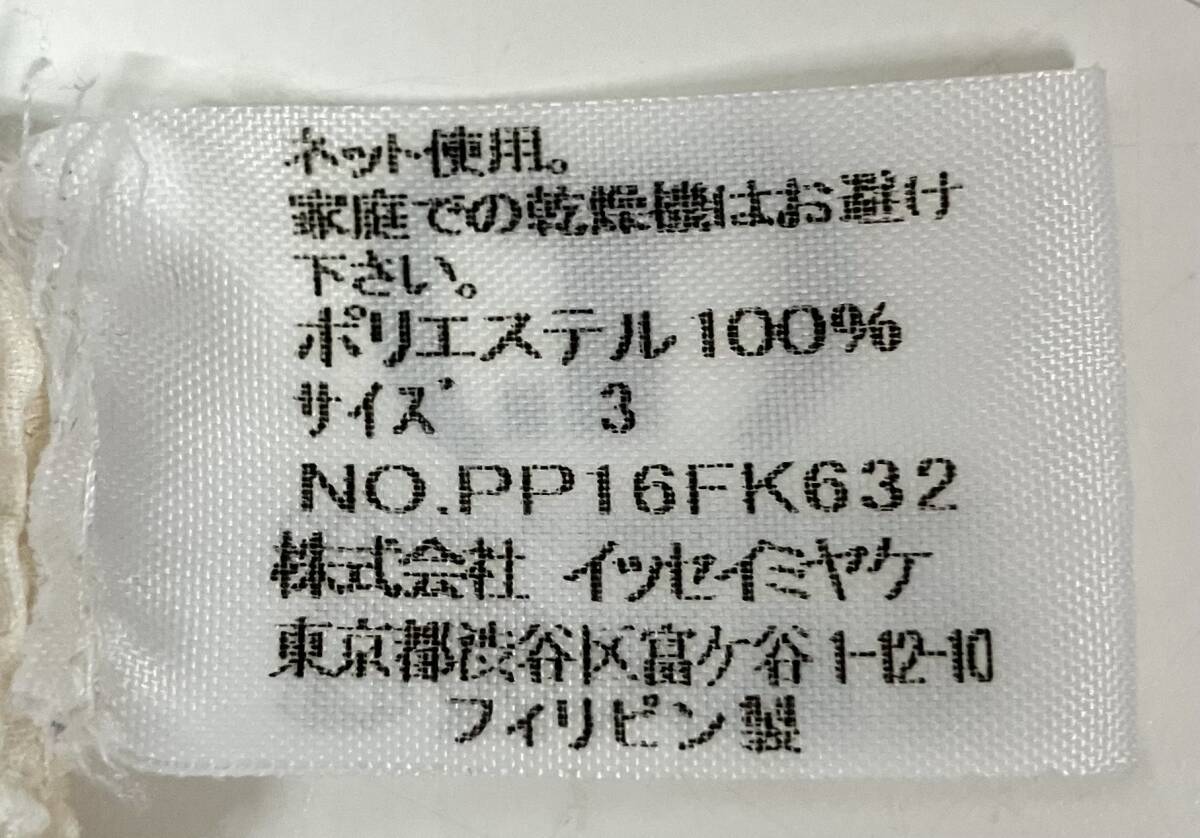 ネット使用。
家庭での乾燥機はお避け
下さい。
ポリエステル100%
サイズ 3
NO.PP16FK632
株式会社 イッセイミヤケ
東京都渋谷区富ケ谷1-12-10
フィリピン製